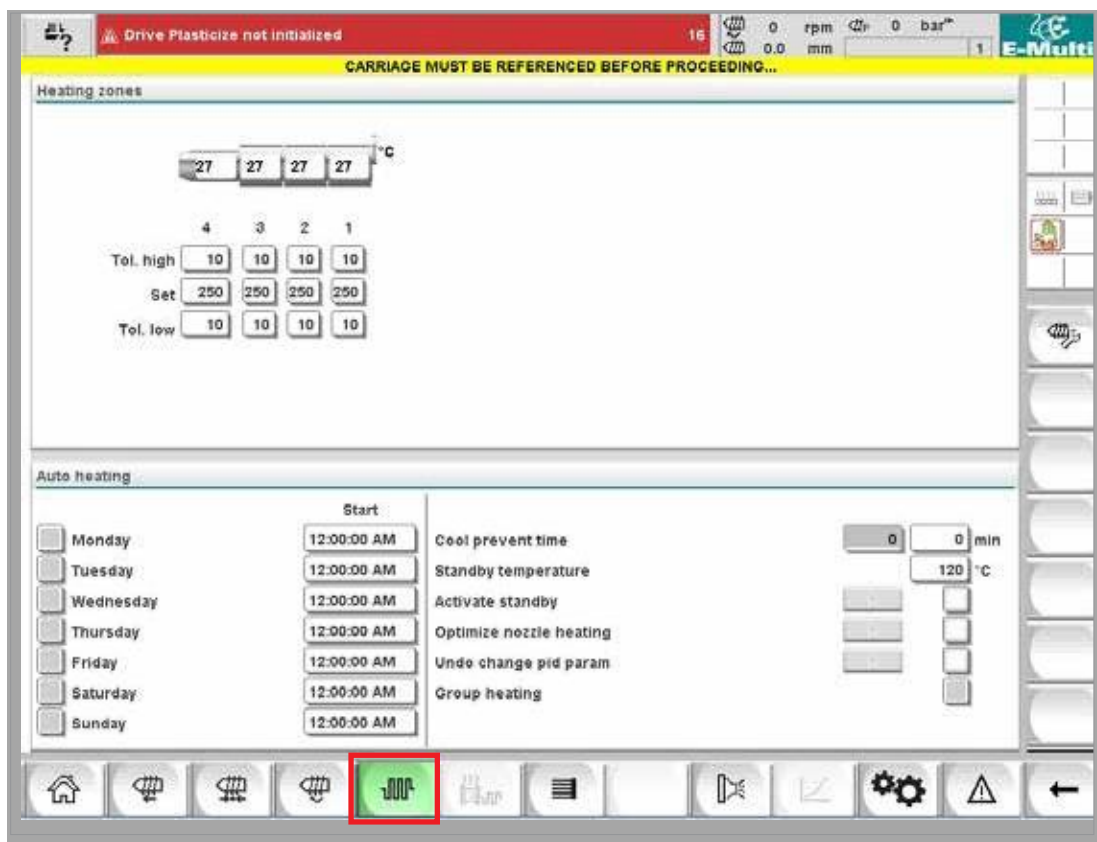 Drive Plasticize not initialized 16 0 rpm 0 bar
0.0 mm 1 E-Multi
CARRIAGE MUST BE REFERENCED BEFORE PROCEEDING...
Heating zones
27 27 27 27 °C
4 3 2 1
Tol. high 10 10 10 10
Set 250 250 250 250
Tol. low 10 10 10 10
Auto heating
Start
Monday 12:00:00 AM Cool prevent time 0 0 min
Tuesday 12:00:00 AM Standby temperature 120 °C
Wednesday 12:00:00 AM Activate standby
Thursday 12:00:00 AM Optimize nozzle heating
Friday 12:00:00 AM Undo change pid param
Saturday 12:00:00 AM Group heating
Sunday 12:00:00 AM